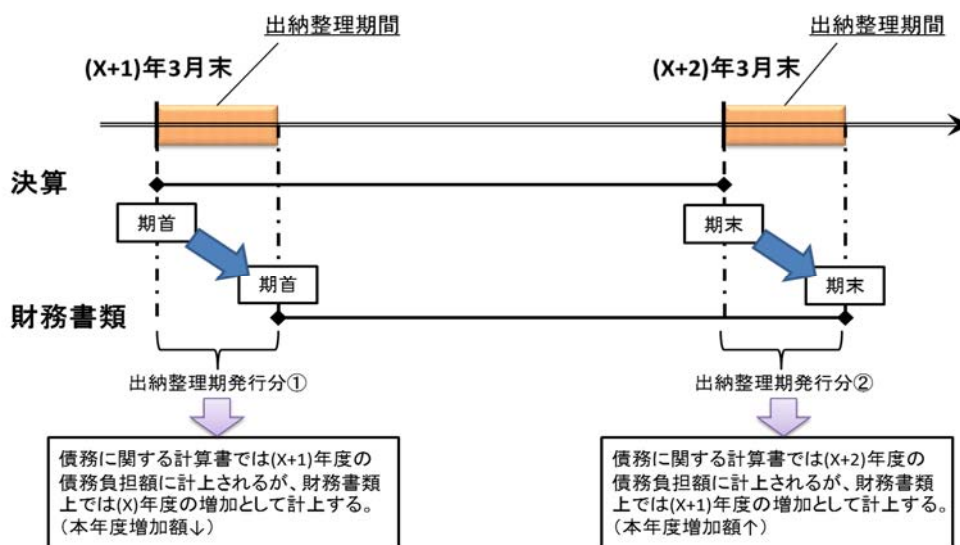 出納整理期間
出納整理期間
(X+1)年3月末
(X+2)年3月末
決算
期首
期末
期首
期末
財務書類
出納整理期発行分①
出納整理期発行分②
債務に関する計算書では(X+1)年度の
債務負担額に計上されるが、財務書類
上では(X)年度の増加として計上する。
（本年度増加額↓）
債務に関する計算書では(X+2)年度の
債務負担額に計上されるが、財務書類
上では(X+1)年度の増加として計上する。
（本年度増加額↑）